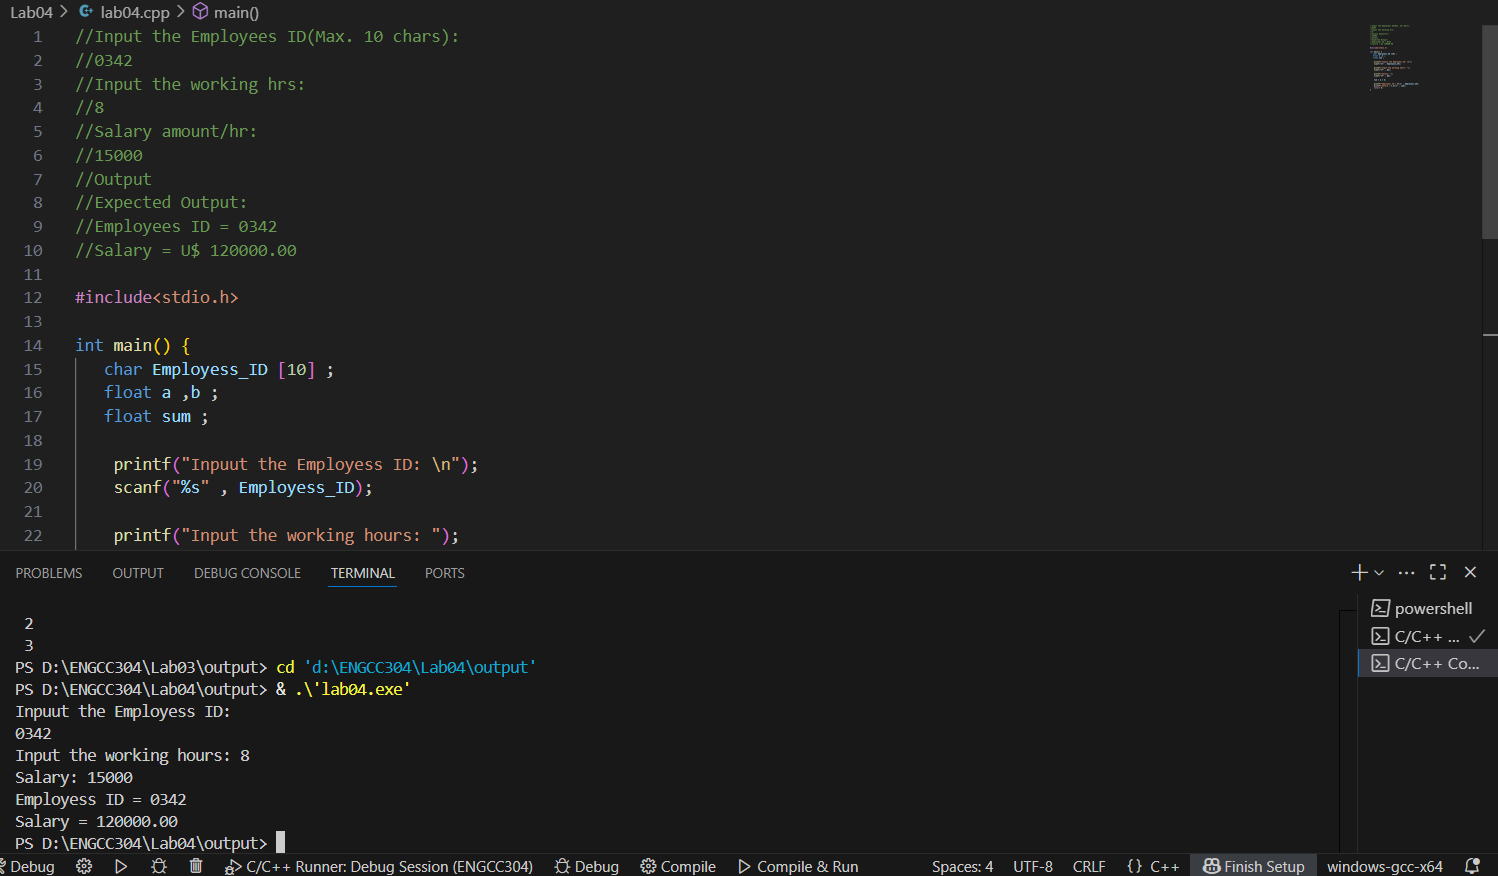 Lab04 > lab04.cpp > main()
1 //Input the Employees ID(Max. 10 chars):
2 //0342
3 //Input the working hrs:
4 //8
5 //Salary amount/hr:
6 //15000
7 //Output
8 //Expected Output:
9 //Employees ID = 0342
10 //Salary = U$ 120000.00
11
12 #include<stdio.h>
13
14 int main() {
15 char Employess_ID [10] ;
16 float a ,b ;
17 float sum ;
18
19 printf("Inpuut the Employess ID: \n");
20 scanf("%s" , Employess_ID);
21
22 printf("Input the working hours: ");
PROBLEMS OUTPUT DEBUG CONSOLE TERMINAL PORTS
2
3
PS D:\ENGCC304\Lab03\output> cd 'd:\ENGCC304\Lab04\output'
PS D:\ENGCC304\Lab04\output> & .\'lab04.exe'
Inpuut the Employess ID:
0342
Input the working hours: 8
Salary: 15000
Employess ID = 0342
Salary = 120000.00
PS D:\ENGCC304\Lab04\output>
powershell
C/C++ ...
C/C++ Co...
Debug C/C++ Runner: Debug Session (ENGCC304) Debug Compile Compile & Run Spaces: 4 UTF-8 CRLF {} C++ Finish Setup windows-gcc-x64